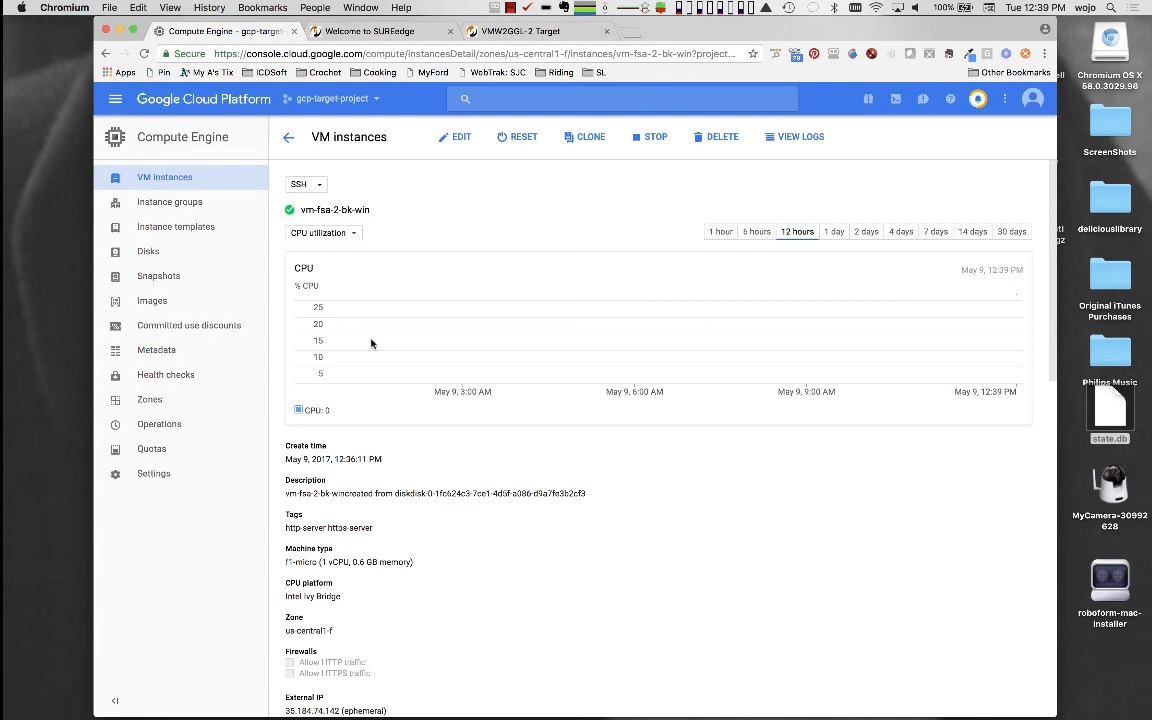 Chromium File Edit View History Bookmarks People Window Help 100% Tue 12:39 PM wojo
Compute Engine - gcp-target- Welcome to SUREedge VMW2GGL-2 Target
Secure https://console.cloud.google.com/compute/instancesDetail/zones/us-central1-f/instances/vm-fsa-2-bk-win?project...
Apps Pin My A's Tix ICDSoft Crochet Cooking MyFord WebTrak: SJC Riding SL Other Bookmarks
Google Cloud Platform gcp-target-project
Compute Engine
VM instances EDIT RESET CLONE STOP DELETE VIEW LOGS
VM instances
Instance groups
Instance templates
Disks
Snapshots
Images
Committed use discounts
Metadata
Health checks
Zones
Operations
Quotas
Settings
SSH
vm-fsa-2-bk-win
CPU utilization
1 hour 6 hours 12 hours 1 day 2 days 4 days 7 days 14 days 30 days
CPU
May 9, 12:39 PM
% CPU
25
20
15
10
5
May 9, 3:00 AM May 9, 6:00 AM May 9, 9:00 AM May 9, 12:39 PM
CPU: 0
Create time
May 9, 2017, 12:36:11 PM
Description
vm-fsa-2-bk-wincreated from diskdisk-0-1fc624c3-7ce1-4d5f-a086-d9a7fe3b2cf3
Tags
http-server https-server
Machine type
f1-micro (1 vCPU, 0.6 GB memory)
CPU platform
Intel Ivy Bridge
Zone
us-central1-f
Firewalls
Allow HTTP traffic
Allow HTTPS traffic
External IP
35.184.74.142 (ephemeral)
Chromium OS X
58.0.3029.96
ScreenShots
deliciouslibrary
Original iTunes
Purchases
Philips Music
state.db
MyCamera-30992
628
roboform-mac-
installer